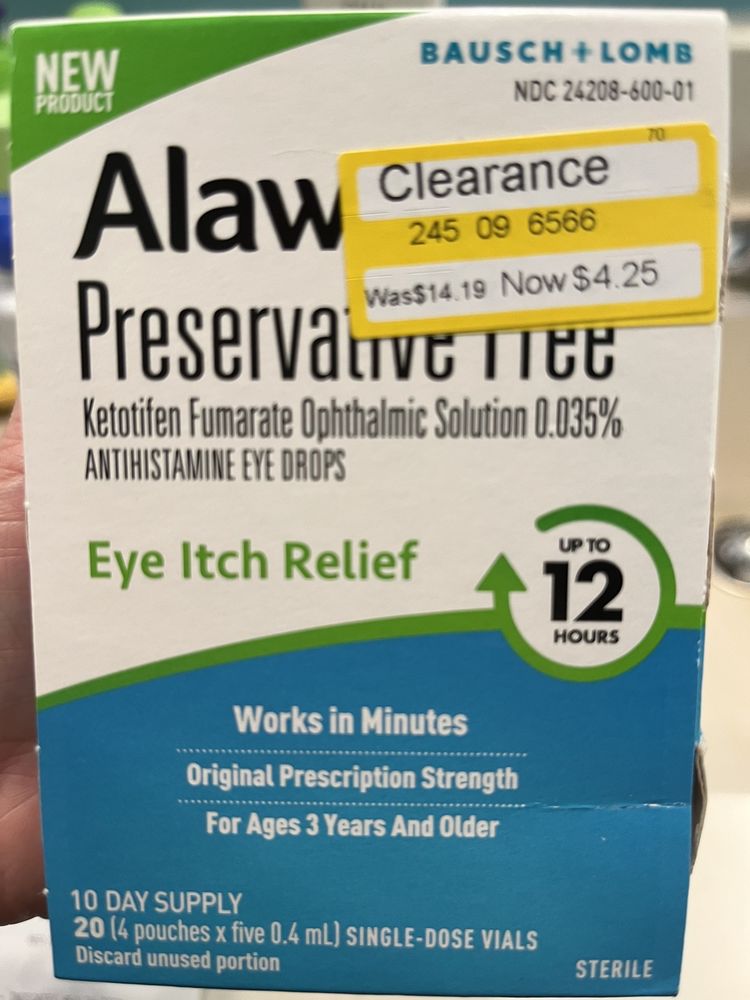 NEW
PRODUCT
BAUSCH + LOMB
NDC 24208-600-01
Alaw
70
Clearance
245 09 6566
Was$14.19 Now $4.25
Preservative Free
Ketotifen Fumarate Ophthalmic Solution 0.035%
ANTIHISTAMINE EYE DROPS
Eye Itch Relief
UP TO
12
HOURS
Works in Minutes
Original Prescription Strength
For Ages 3 Years And Older
10 DAY SUPPLY
20 (4 pouches x five 0.4 mL) SINGLE-DOSE VIALS
Discard unused portion
STERILE